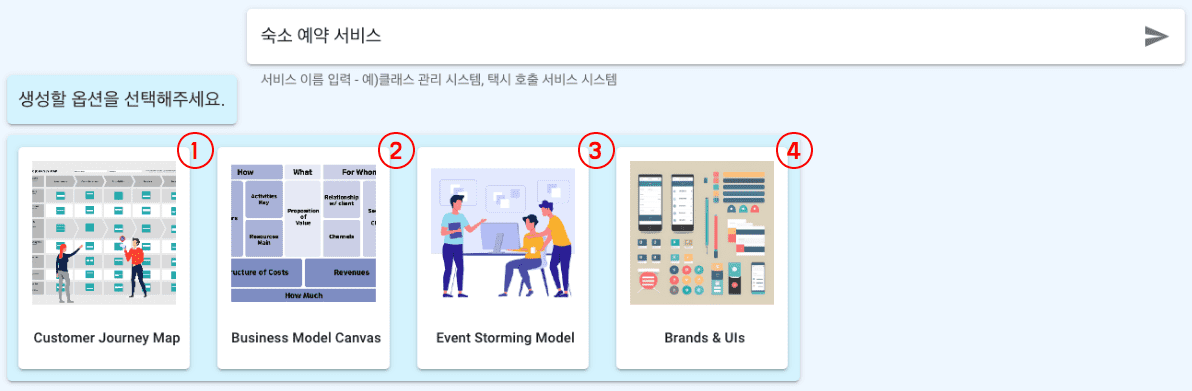 숙소 예약 서비스
서비스 이름 입력 - 예)클래스 관리 시스템, 택시 호출 서비스 시스템
생성할 옵션을 선택해주세요.
1
2
3
4
How
What
For Whom
Activities
Key
Relationship
w/ client
Proposition
of
Value
Resources
Main
Channels
ructure of Costs
Revenues
How Much
Customer Journey Map
Business Model Canvas
Event Storming Model
Brands & UIs